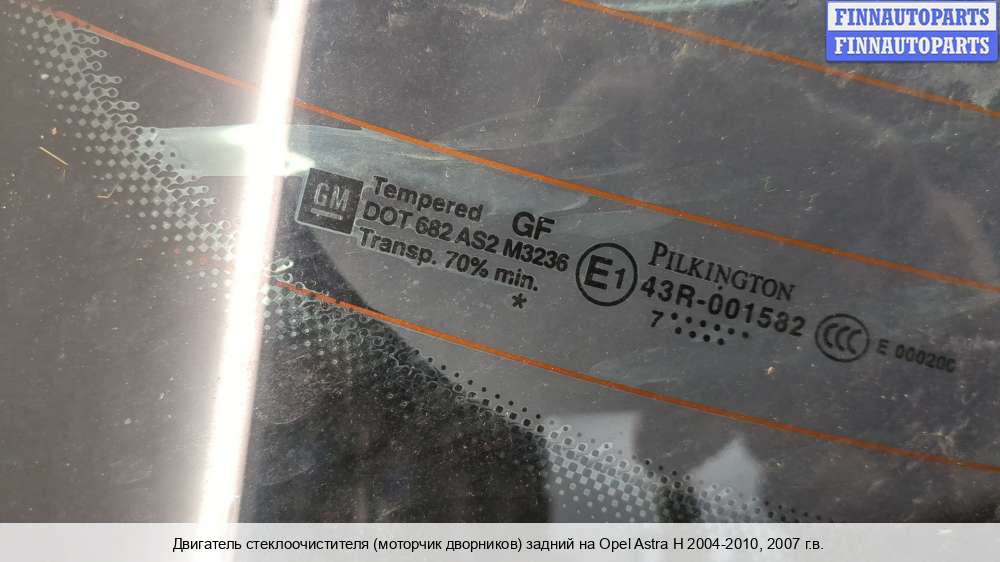 FINNAUTOPARTS
FINNAUTOPARTS
GM
Tempered GF
DOT 682 AS2 M3236
Transp. 70% min.
*
E1
PILKINGTON
43R-001582
7
CCC
E 000200
Двигатель стеклоочистителя (моторчик дворников) задний на Opel Astra H 2004-2010, 2007 г.в.